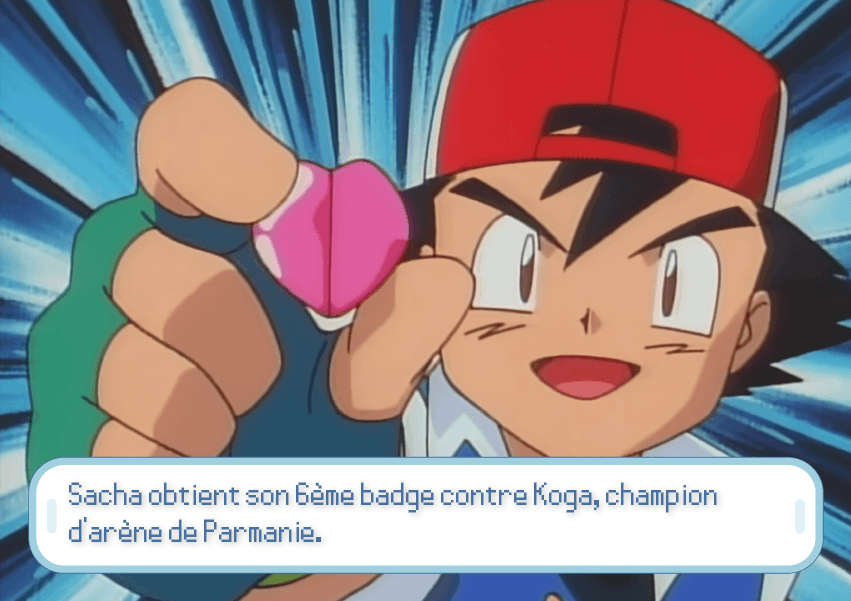 Sacha obtient son 6ème badge contre Koga, champion
d'arène de Parmanie.